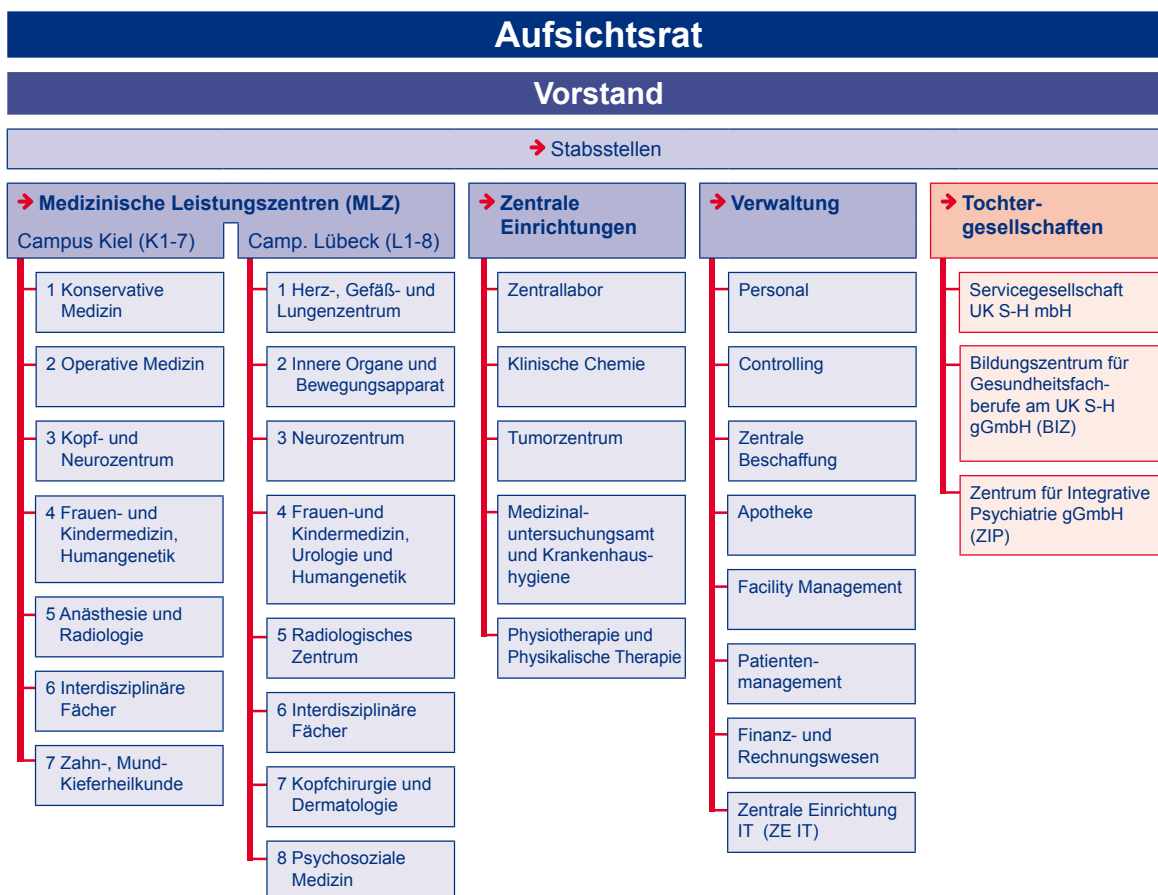 Aufsichtsrat
Vorstand
➔ Stabsstellen
➔ Medizinische Leistungszentren (MLZ)
Campus Kiel (K1-7)
1 Konservative
Medizin
2 Operative Medizin
3 Kopf- und
Neurozentrum
4 Frauen- und
Kindermedizin,
Humangenetik
5 Anästhesie und
Radiologie
6 Interdisziplinäre
Fächer
7 Zahn-, Mund-
Kieferheilkunde
Camp. Lübeck (L1-8)
1 Herz-, Gefäß- und
Lungenzentrum
2 Innere Organe und
Bewegungsapparat
3 Neurozentrum
4 Frauen-und
Kindermedizin,
Urologie und
Humangenetik
5 Radiologisches
Zentrum
6 Interdisziplinäre
Fächer
7 Kopfchirurgie und
Dermatologie
8 Psychosoziale
Medizin
➔ Zentrale
Einrichtungen
Zentrallabor
Klinische Chemie
Tumorzentrum
Medizinal-
untersuchungsamt
und Krankenhaus-
hygiene
Physiotherapie und
Physikalische Therapie
➔ Verwaltung
Personal
Controlling
Zentrale
Beschaffung
Apotheke
Facility Management
Patienten-
management
Finanz- und
Rechnungswesen
Zentrale Einrichtung
IT (ZE IT)
➔ Tochter-
gesellschaften
Servicegesellschaft
UK S-H mbH
Bildungszentrum für
Gesundheitsfach-
berufe am UK S-H
gGmbH (BIZ)
Zentrum für Integrative
Psychiatrie gGmbH
(ZIP)